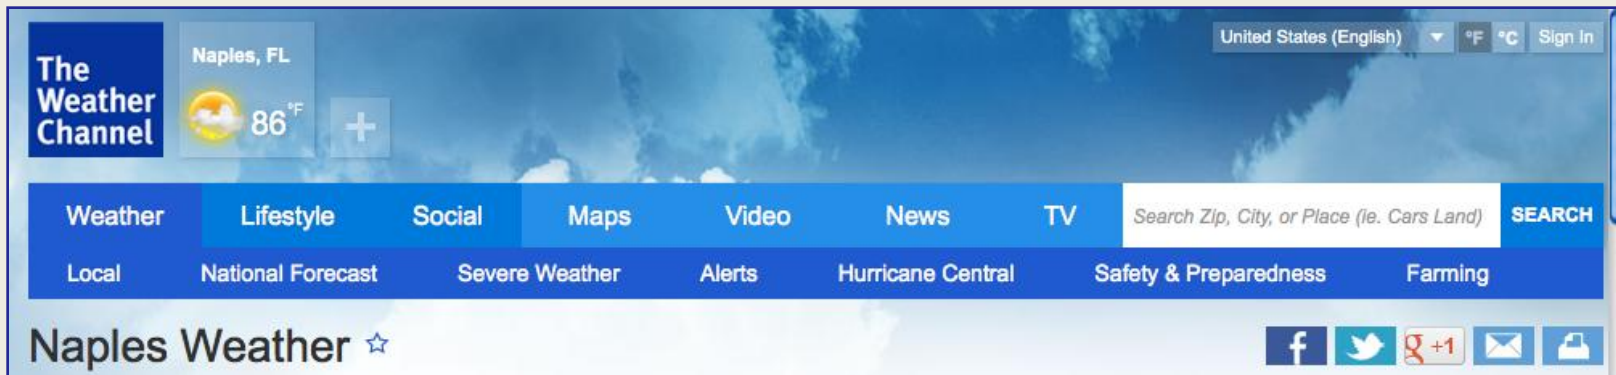 The
Weather
Channel
Naples, FL
86°F
+
United States (English) °F °C Sign In
Weather Lifestyle Social Maps Video News TV Search Zip, City, or Place (ie. Cars Land) SEARCH
Local National Forecast Severe Weather Alerts Hurricane Central Safety & Preparedness Farming
Naples Weather
f g +1